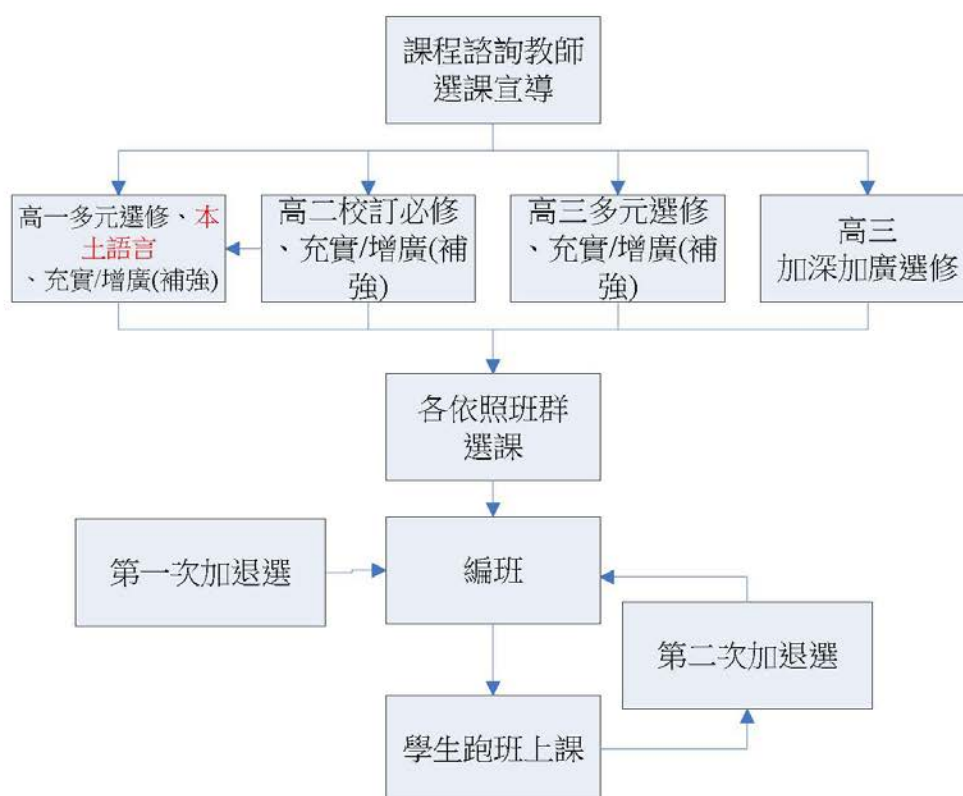 課程諮詢教師
選課宣導
高一多元選修、本
土語言
、充實/增廣(補強)
高二校訂必修
、充實/增廣(補
強)
高三多元選修
、充實/增廣(補
強)
高三
加深加廣選修
各依照班群
選課
第一次加退選
編班
第二次加退選
學生跑班上課